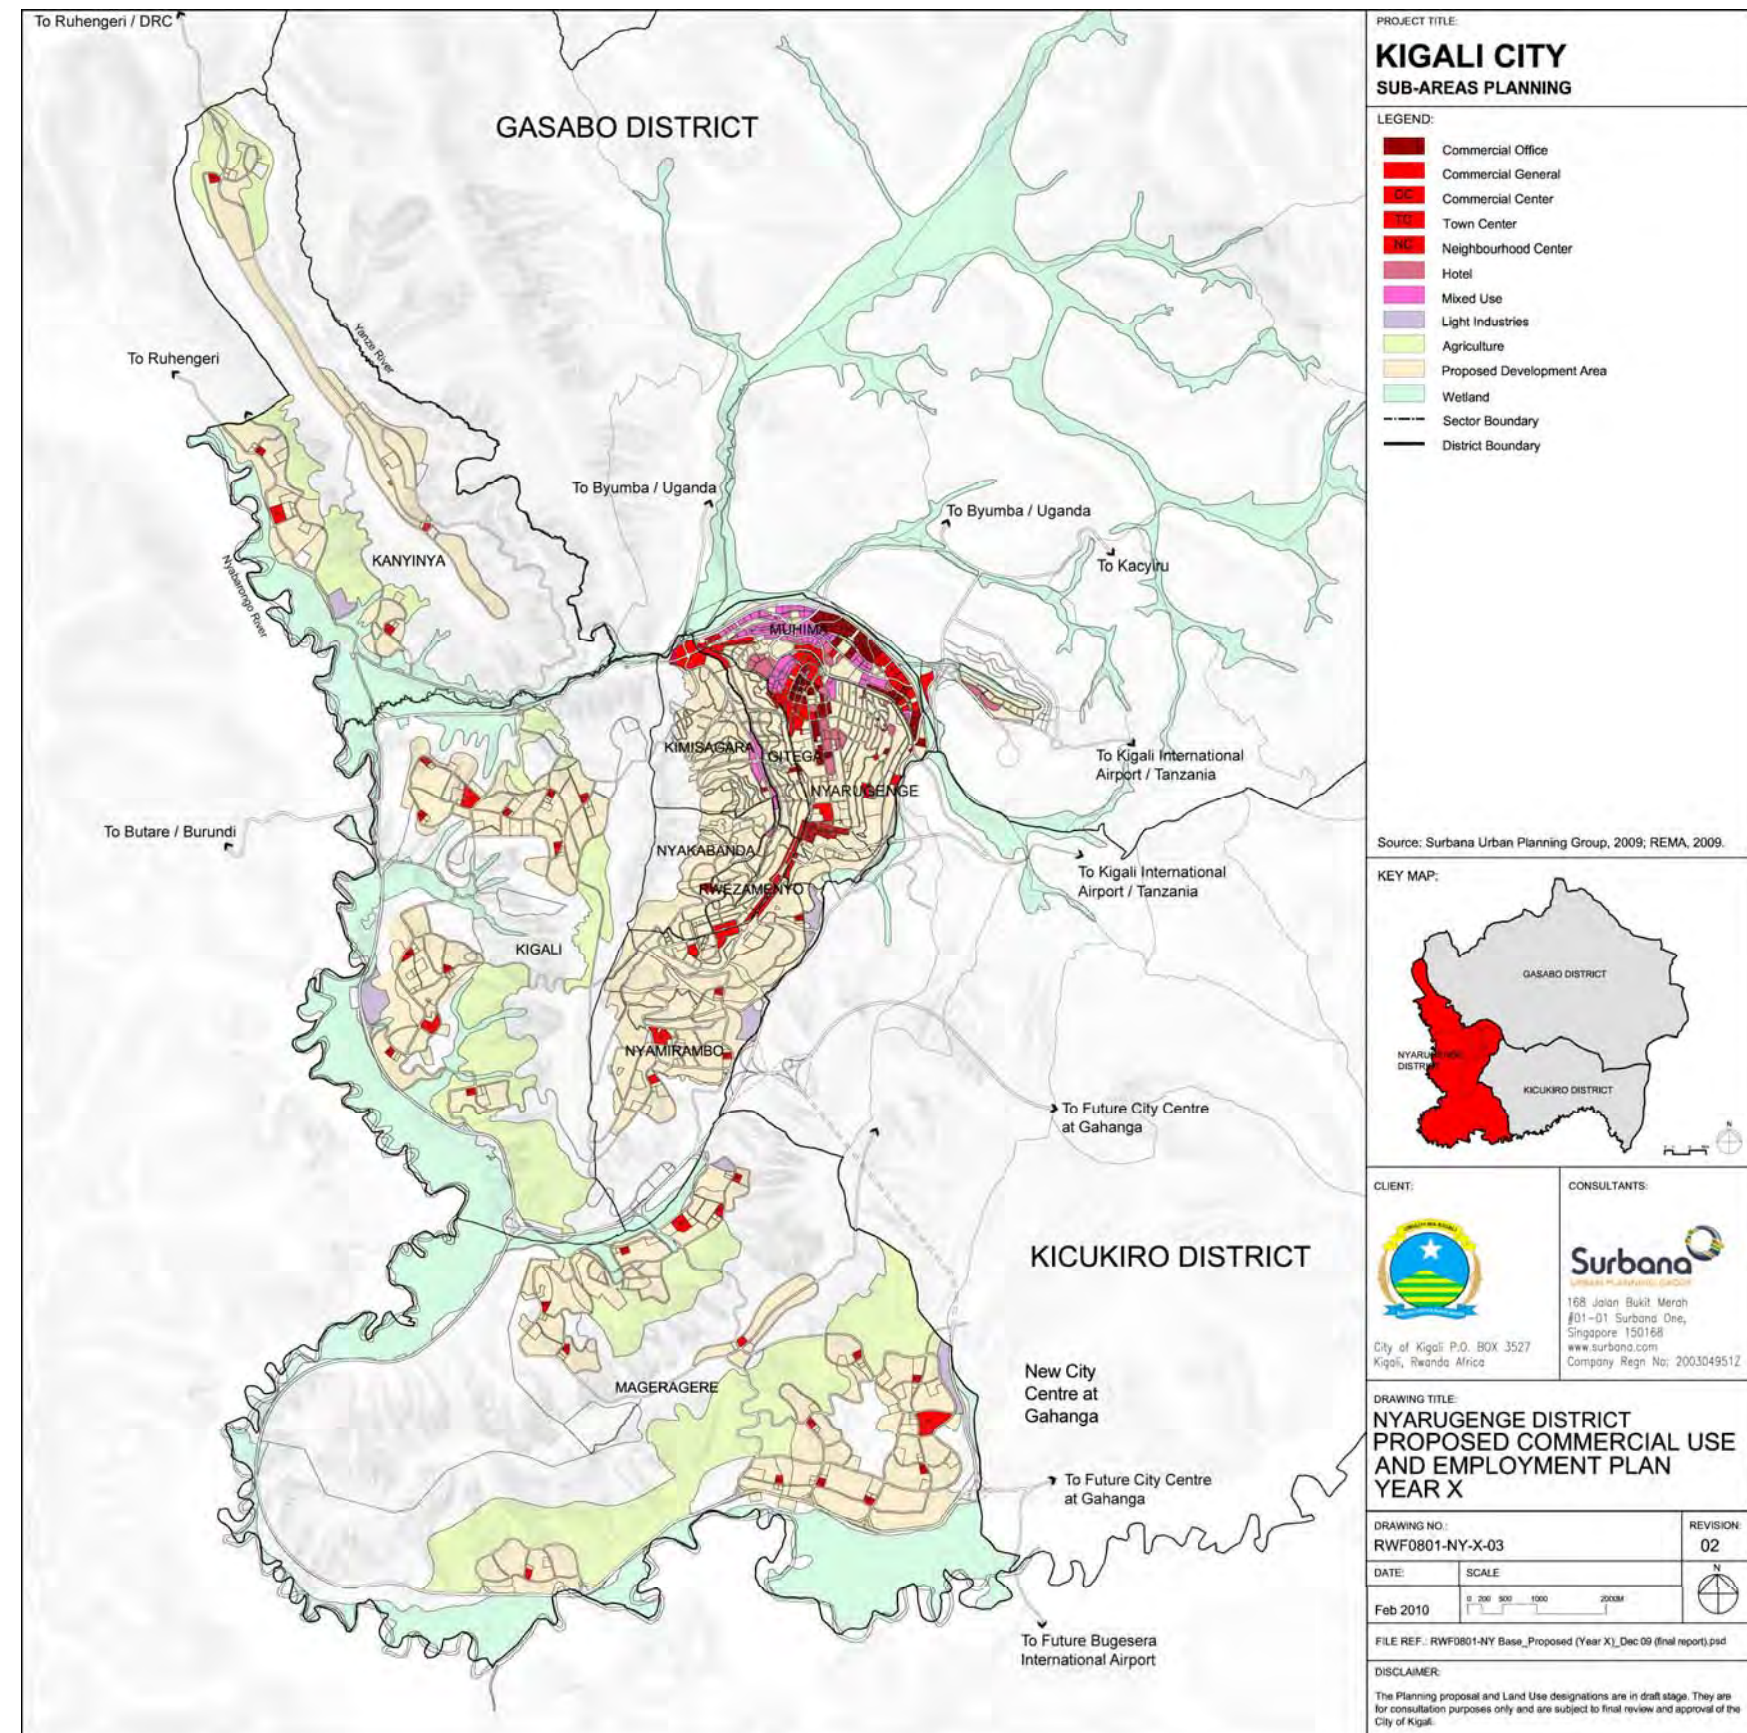 To Ruhengeri / DRC
GASABO DISTRICT
Yanze River
To Ruhengeri
To Byumba / Uganda
To Byumba / Uganda
To Kacyiru
KANYINYA
Nyabarongo River
MUHIMA
KIMISAGARA
GITEGA
NYARUGENGE
To Kigali International
Airport / Tanzania
To Butare / Burundi
NYAKABANDA
RWEZAMENYO
To Kigali International
Airport / Tanzania
KIGALI
NYAMIRAMBO
To Future City Centre
at Gahanga
KICUKIRO DISTRICT
MAGERAGERE
New City
Centre at
Gahanga
To Future City Centre
at Gahanga
To Future Bugesera
International Airport
PROJECT TITLE:
KIGALI CITY
SUB-AREAS PLANNING
LEGEND:
Commercial Office
Commercial General
CC Commercial Center
TC Town Center
NC Neighbourhood Center
Hotel
Mixed Use
Light Industries
Agriculture
Proposed Development Area
Wetland
Sector Boundary
District Boundary
Source: Surbana Urban Planning Group, 2009; REMA, 2009.
KEY MAP:
GASABO DISTRICT
NYARUGENGE
DISTRICT
KICUKIRO DISTRICT
N
CLIENT:
City of Kigali P.O. BOX 3527
Kigali, Rwanda Africa
CONSULTANTS:
Surbana
URBAN PLANNING GROUP
168 Jalan Bukit Merah
#01-01 Surbana One,
Singapore 150168
www.surbana.com
Company Regn No: 200304951Z
DRAWING TITLE:
NYARUGENGE DISTRICT
PROPOSED COMMERCIAL USE
AND EMPLOYMENT PLAN
YEAR X
DRAWING NO.:
RWF0801-NY-X-03
REVISION:
02
DATE:
Feb 2010
SCALE
0 200 500 1000 2000M
N
FILE REF.: RWF0801-NY Base_Proposed (Year X)_Dec 09 (final report).psd
DISCLAIMER:
The Planning proposal and Land Use designations are in draft stage. They are
for consultation purposes only and are subject to final review and approval of the
City of Kigali.